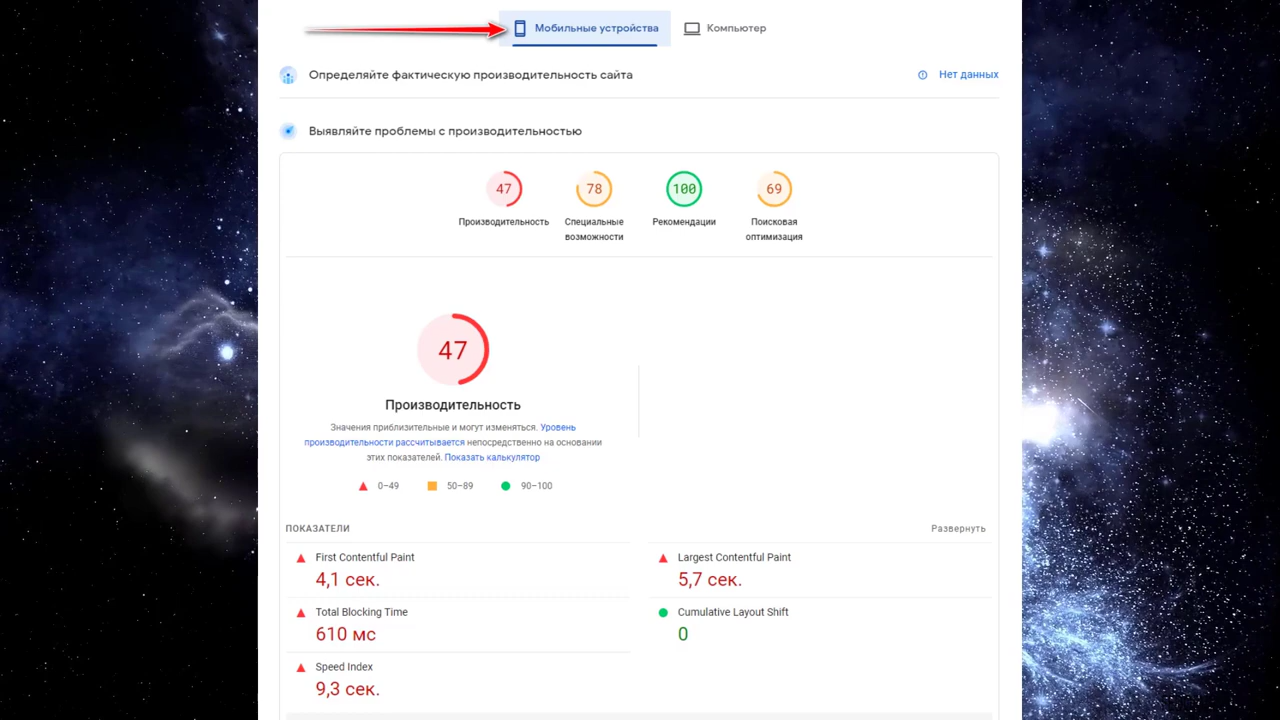 Мобильные устройства
Компьютер
Определяйте фактическую производительность сайта
Нет данных
Выявляйте проблемы с производительностью
47
78
100
69
Производительность
Специальные
возможности
Рекомендации
Поисковая
оптимизация
47
Производительность
Значения приблизительные и могут изменяться. Уровень
производительности рассчитывается непосредственно на основании
этих показателей. Показать калькулятор
0–49
50–89
90–100
ПОКАЗАТЕЛИ
Развернуть
First Contentful Paint
4,1 сек.
Largest Contentful Paint
5,7 сек.
Total Blocking Time
610 мс
Cumulative Layout Shift
0
Speed Index
9,3 сек.